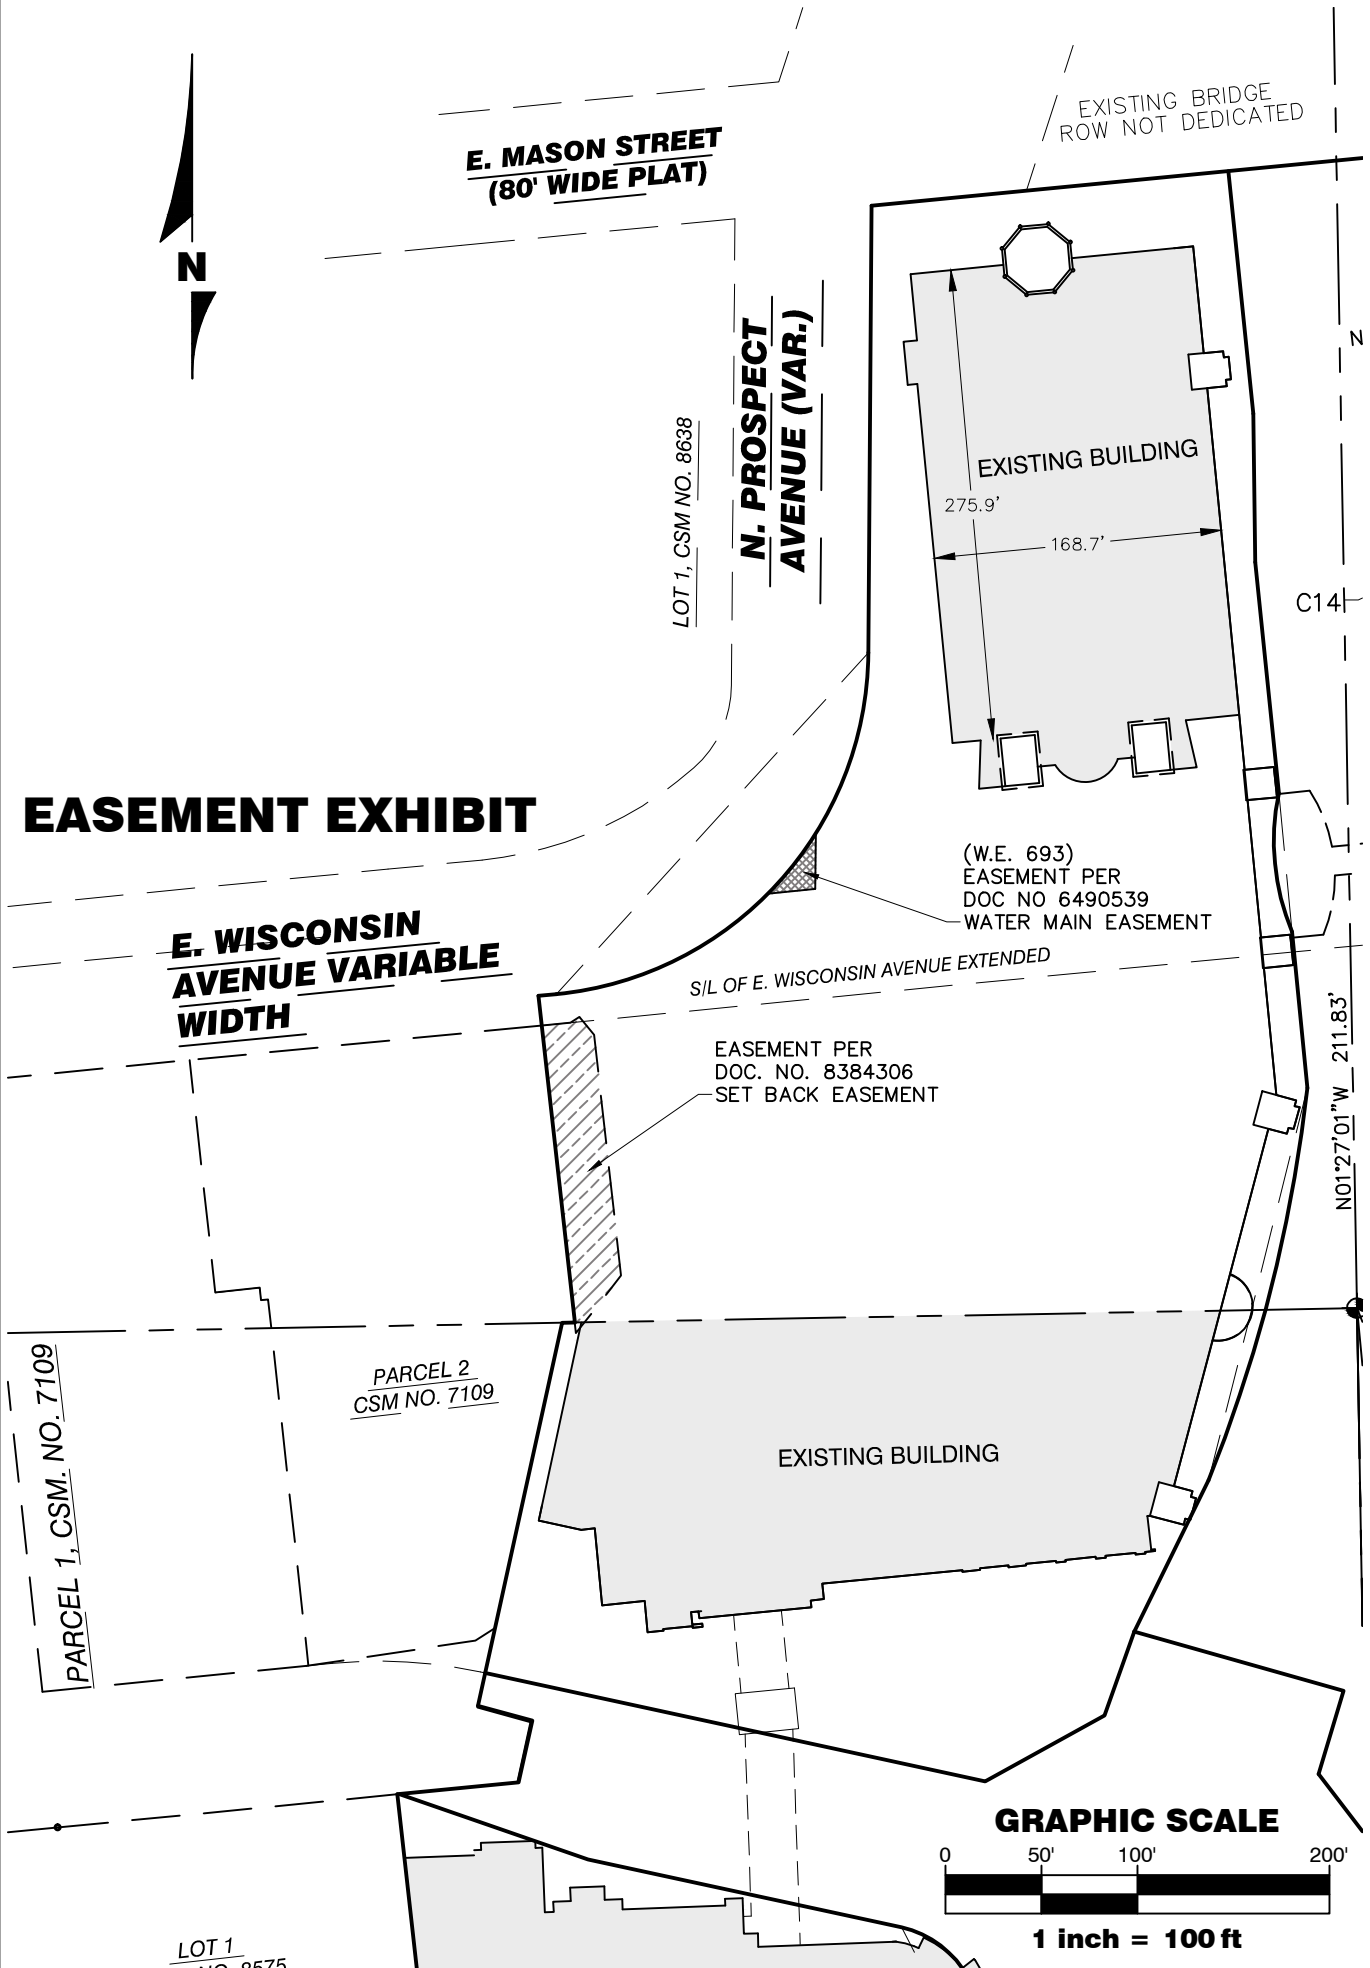 EXISTING BRIDGE
ROW NOT DEDICATED
E. MASON STREET
(80' WIDE PLAT)
N
N. PROSPECT
AVENUE (VAR.)
LOT 1, CSM NO. 8638
EXISTING BUILDING
275.9'
168.7'
C14
EASEMENT EXHIBIT
(W.E. 693)
EASEMENT PER
DOC NO 6490539
WATER MAIN EASEMENT
E. WISCONSIN
AVENUE VARIABLE
WIDTH
S/L OF E. WISCONSIN AVENUE EXTENDED
EASEMENT PER
DOC. NO. 8384306
SET BACK EASEMENT
N01°27'01"W 211.83'
PARCEL 1, CSM. NO. 7109
PARCEL 2
CSM NO. 7109
EXISTING BUILDING
GRAPHIC SCALE
0 50' 100' 200'
1 inch = 100 ft
LOT 1
NO. 8575